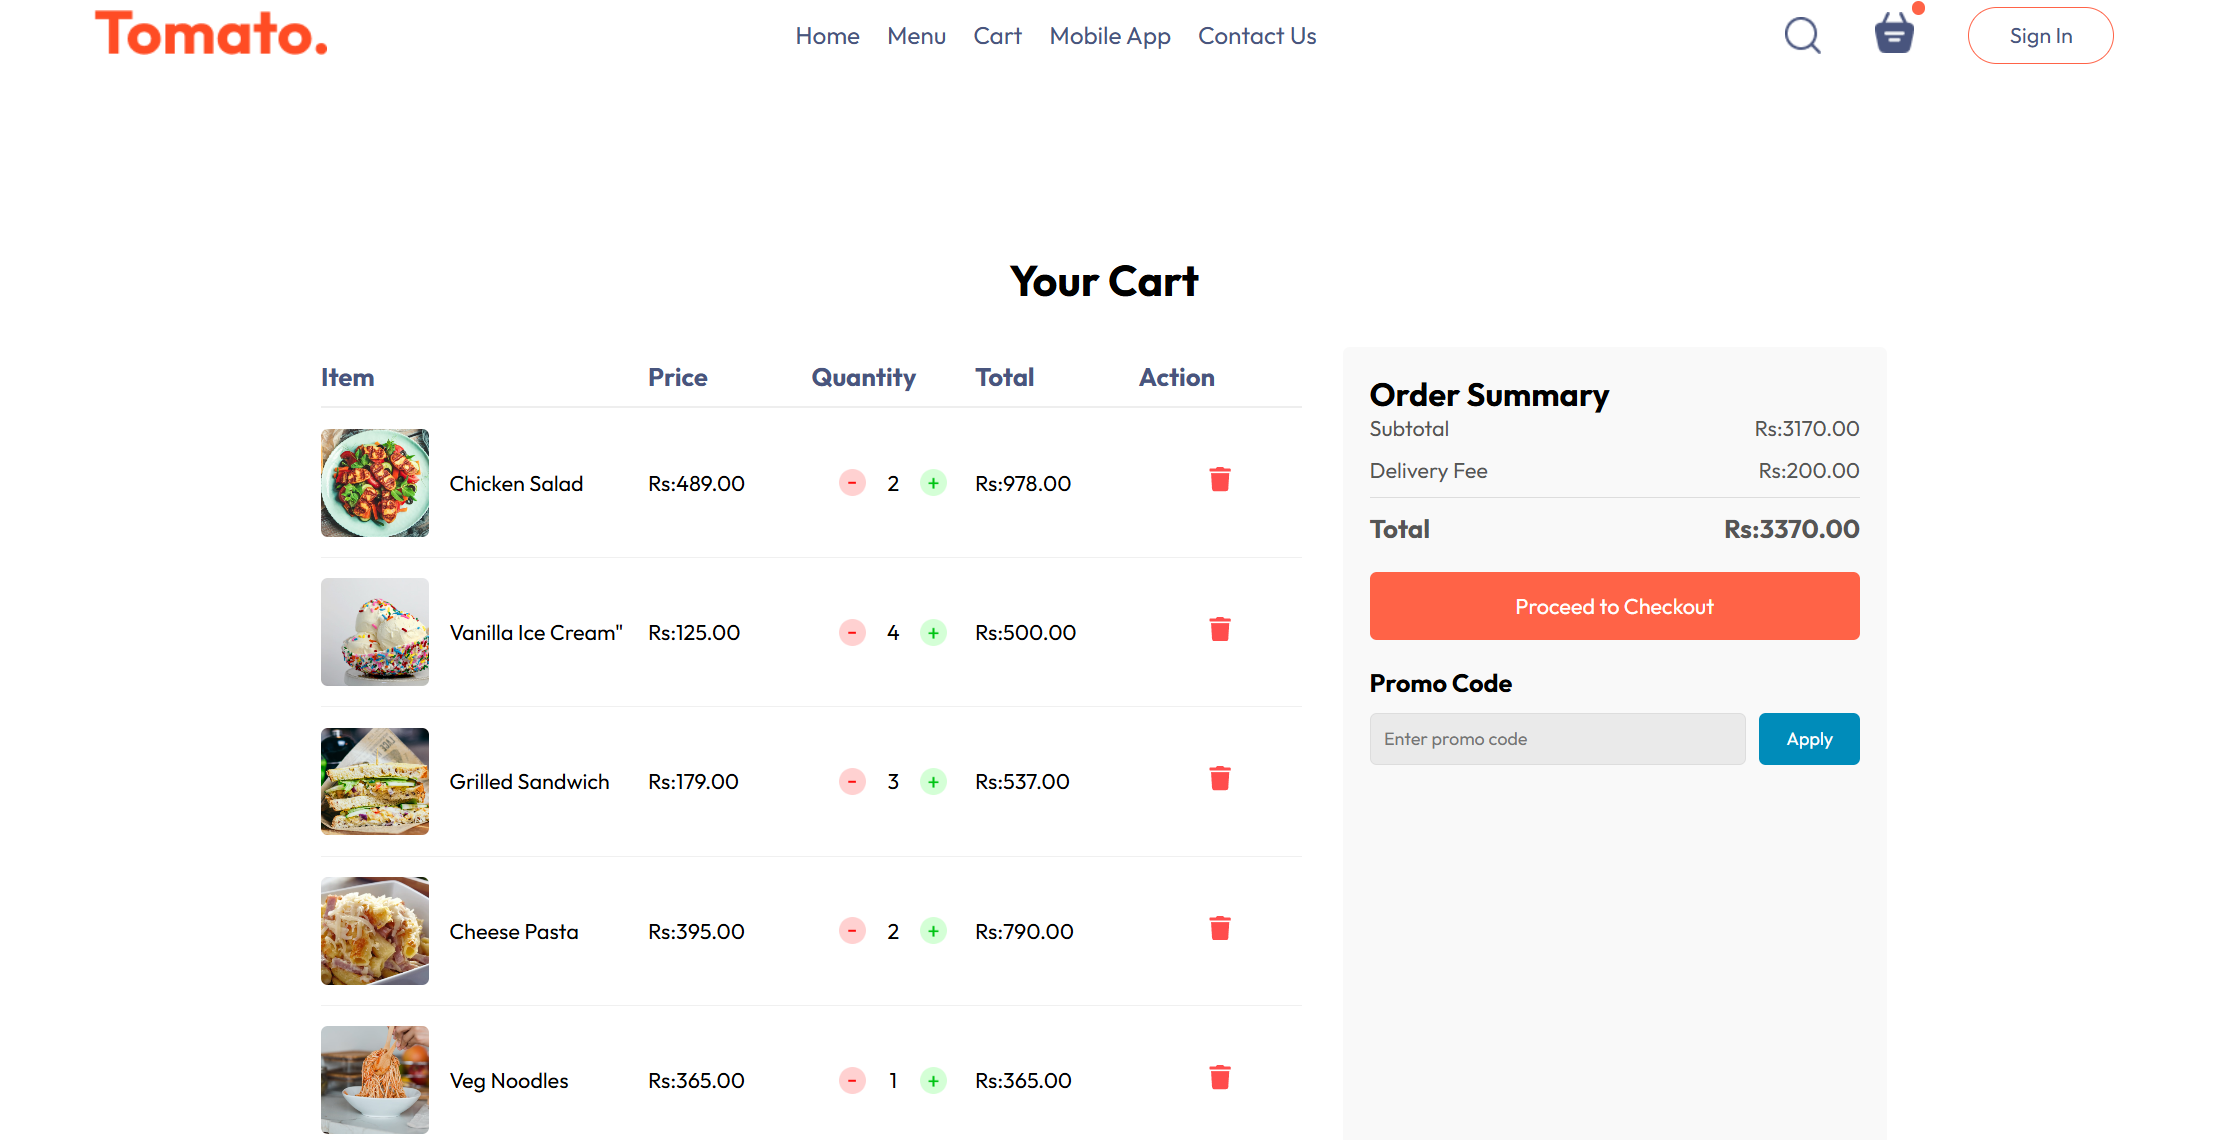 Tomato.
Home Menu Cart Mobile App Contact Us
Sign In
Your Cart
Item Price Quantity Total Action
Chicken Salad Rs:489.00 - 2 + Rs:978.00
Vanilla Ice Cream" Rs:125.00 - 4 + Rs:500.00
Grilled Sandwich Rs:179.00 - 3 + Rs:537.00
Cheese Pasta Rs:395.00 - 2 + Rs:790.00
Veg Noodles Rs:365.00 - 1 + Rs:365.00
Order Summary
Subtotal Rs:3170.00
Delivery Fee Rs:200.00
Total Rs:3370.00
Proceed to Checkout
Promo Code
Enter promo code Apply